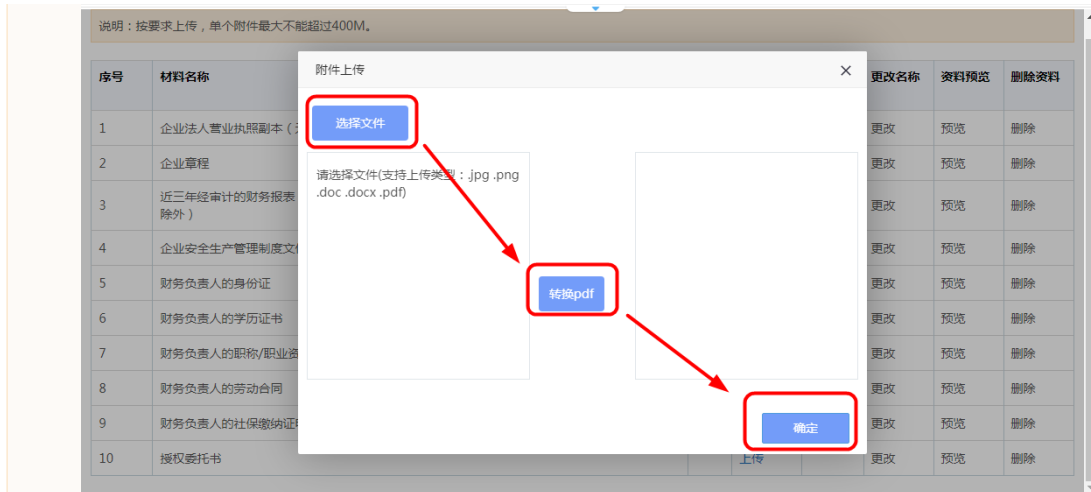 说明：按要求上传，单个附件最大不能超过400M。
附件上传
序号 材料名称 更改名称 资料预览 删除资料
选择文件
1 企业法人营业执照副本（ 更改 预览 删除
2 企业章程 更改 预览 删除
请选择文件(支持上传类型：.jpg .png
.doc .docx .pdf)
3 近三年经审计的财务报表 更改 预览 删除
除外）
4 企业安全生产管理制度文 更改 预览 删除
5 财务负责人的身份证 更改 预览 删除
转换pdf
6 财务负责人的学历证书 更改 预览 删除
7 财务负责人的职称/职业资 更改 预览 删除
8 财务负责人的劳动合同 更改 预览 删除
9 财务负责人的社保缴纳证 更改 预览 删除
确定
10 授权委托书 上传 更改 预览 删除